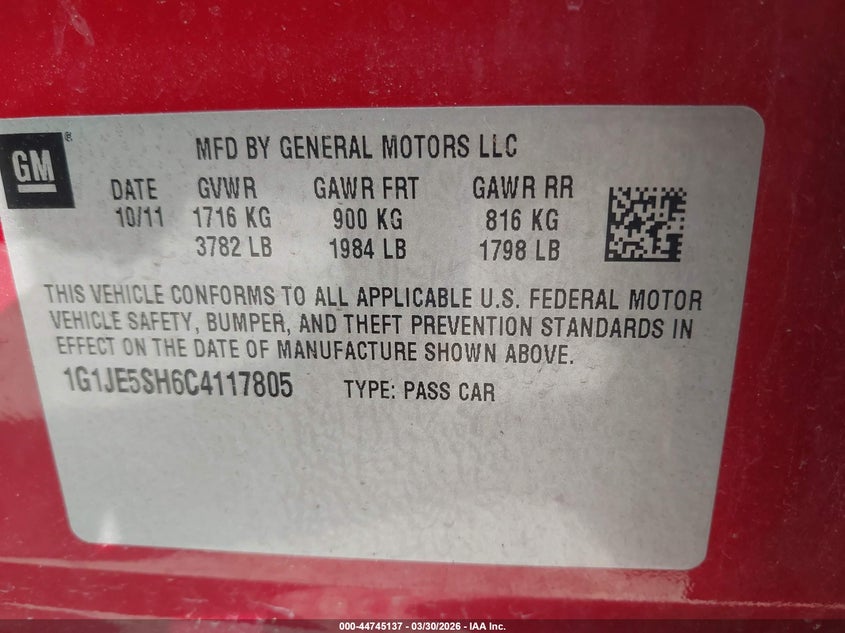 GM ®
MFD BY GENERAL MOTORS LLC
DATE GVWR GAWR FRT GAWR RR
10/11 1716 KG 900 KG 816 KG
3782 LB 1984 LB 1798 LB
THIS VEHICLE CONFORMS TO ALL APPLICABLE U.S. FEDERAL MOTOR
VEHICLE SAFETY, BUMPER, AND THEFT PREVENTION STANDARDS IN
EFFECT ON THE DATE OF MANUFACTURE SHOWN ABOVE.
1G1JE5SH6C4117805 TYPE: PASS CAR
000-44745137 - 03/30/2026 - IAA Inc.